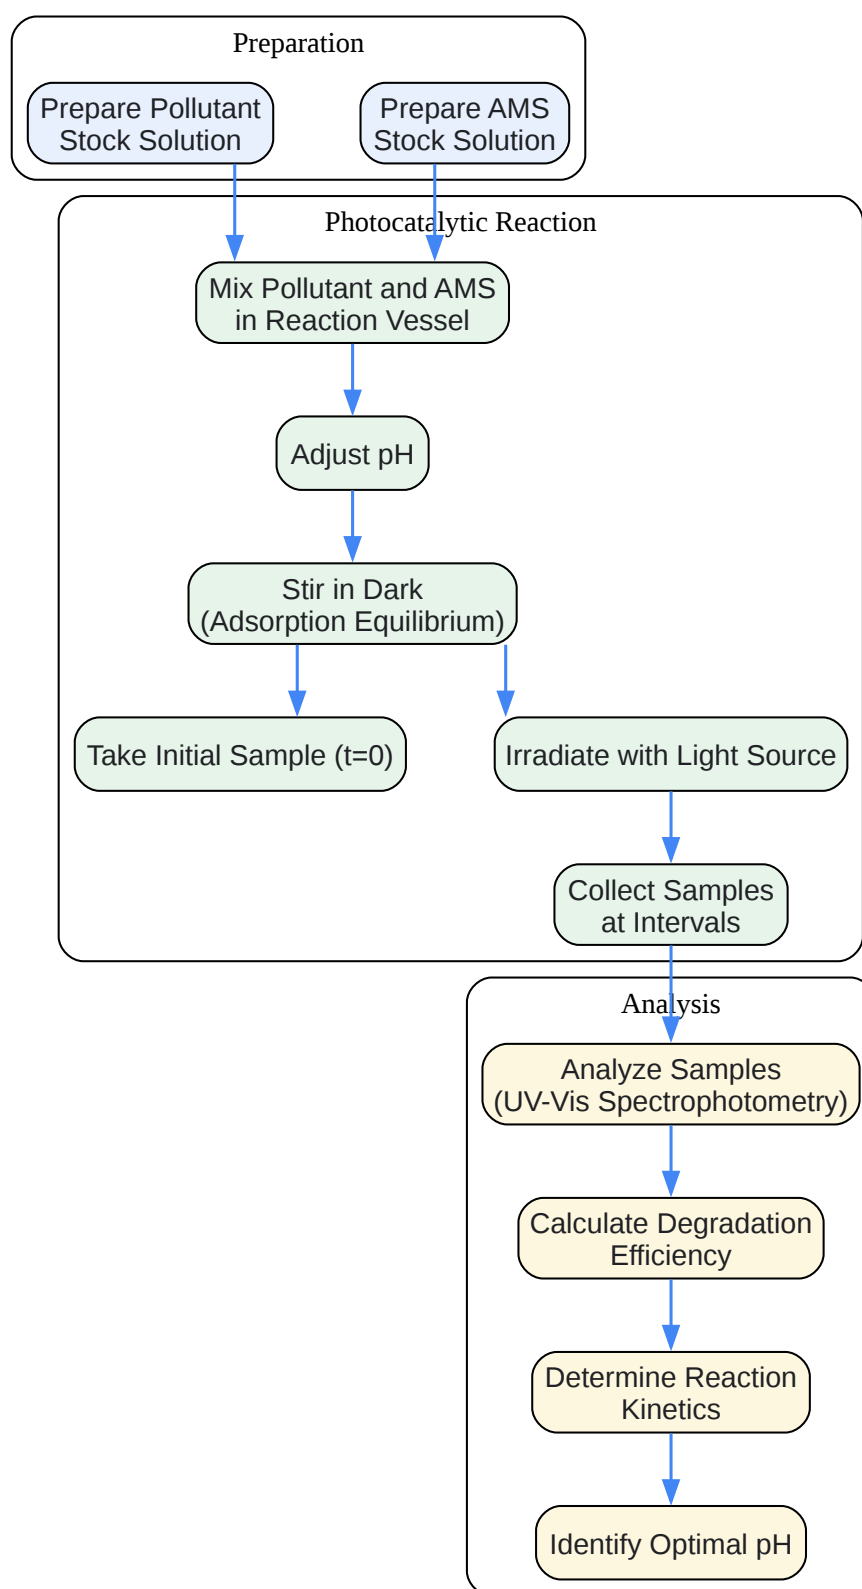 Preparation
Prepare Pollutant
Stock Solution
Prepare AMS
Stock Solution
Photocatalytic Reaction
Mix Pollutant and AMS
in Reaction Vessel
Adjust pH
Stir in Dark
(Adsorption Equilibrium)
Take Initial Sample (t=0)
Irradiate with Light Source
Collect Samples
at Intervals
Analysis
Analyze Samples
(UV-Vis Spectrophotometry)
Calculate Degradation
Efficiency
Determine Reaction
Kinetics
Identify Optimal pH